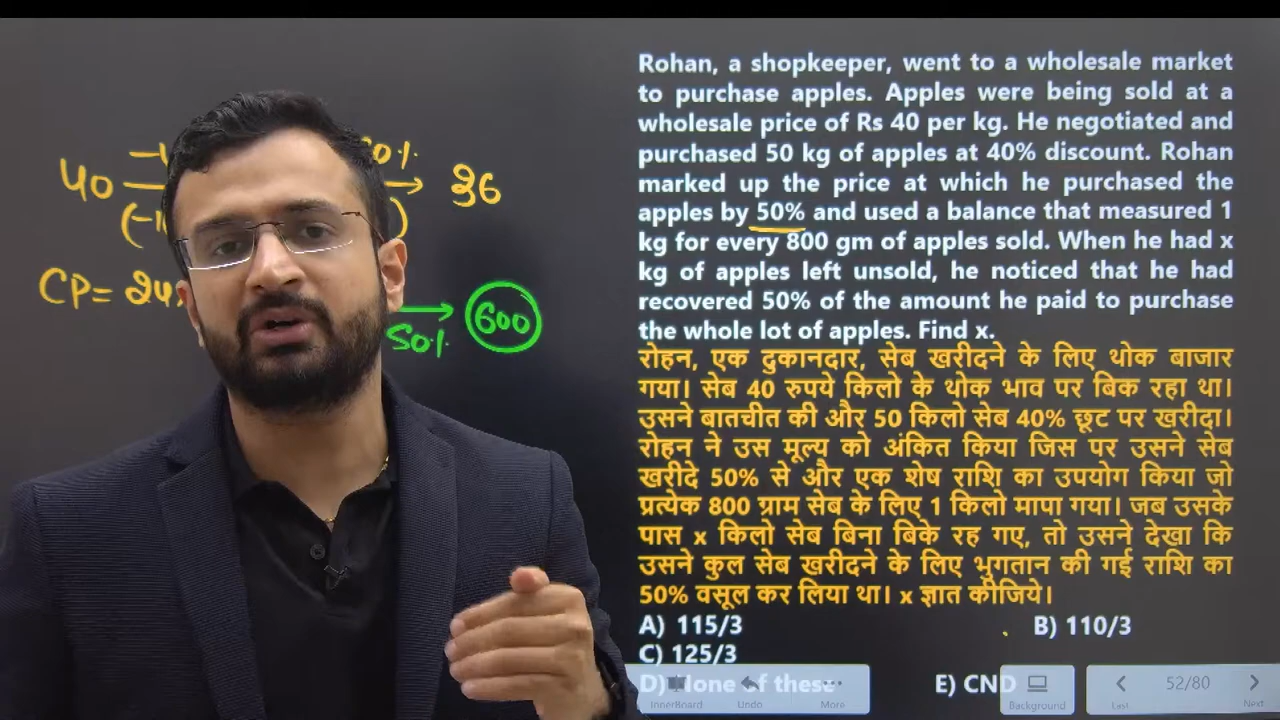 Rohan, a shopkeeper, went to a wholesale market
to purchase apples. Apples were being sold at a
wholesale price of Rs 40 per kg. He negotiated and
purchased 50 kg of apples at 40% discount. Rohan
marked up the price at which he purchased the
apples by 50% and used a balance that measured 1
kg for every 800 gm of apples sold. When he had x
kg of apples left unsold, he noticed that he had
recovered 50% of the amount he paid to purchase
the whole lot of apples. Find x.
रोहन, एक दुकानदार, सेब खरीदने के लिए थोक बाजार
गया। सेब 40 रुपये किलो के थोक भाव पर बिक रहा था।
उसने बातचीत की और 50 किलो सेब 40% छूट पर खरीदा।
रोहन ने उस मूल्य को अंकित किया जिस पर उसने सेब
खरीदे 50% से और एक शेष राशि का उपयोग किया जो
प्रत्येक 800 ग्राम सेब के लिए 1 किलो मापा गया। जब उसके
पास x किलो सेब बिना बिके रह गए, तो उसने देखा कि
उसने कुल सेब खरीदने के लिए भुगतान की गई राशि का
50% वसूल कर लिया था। x ज्ञात कीजिये।
A) 115/3 B) 110/3
C) 125/3
D) None of these E) CND
40 36
CP= 24
50% 600
InnerBoard Undo More Background Last 52/80 Next